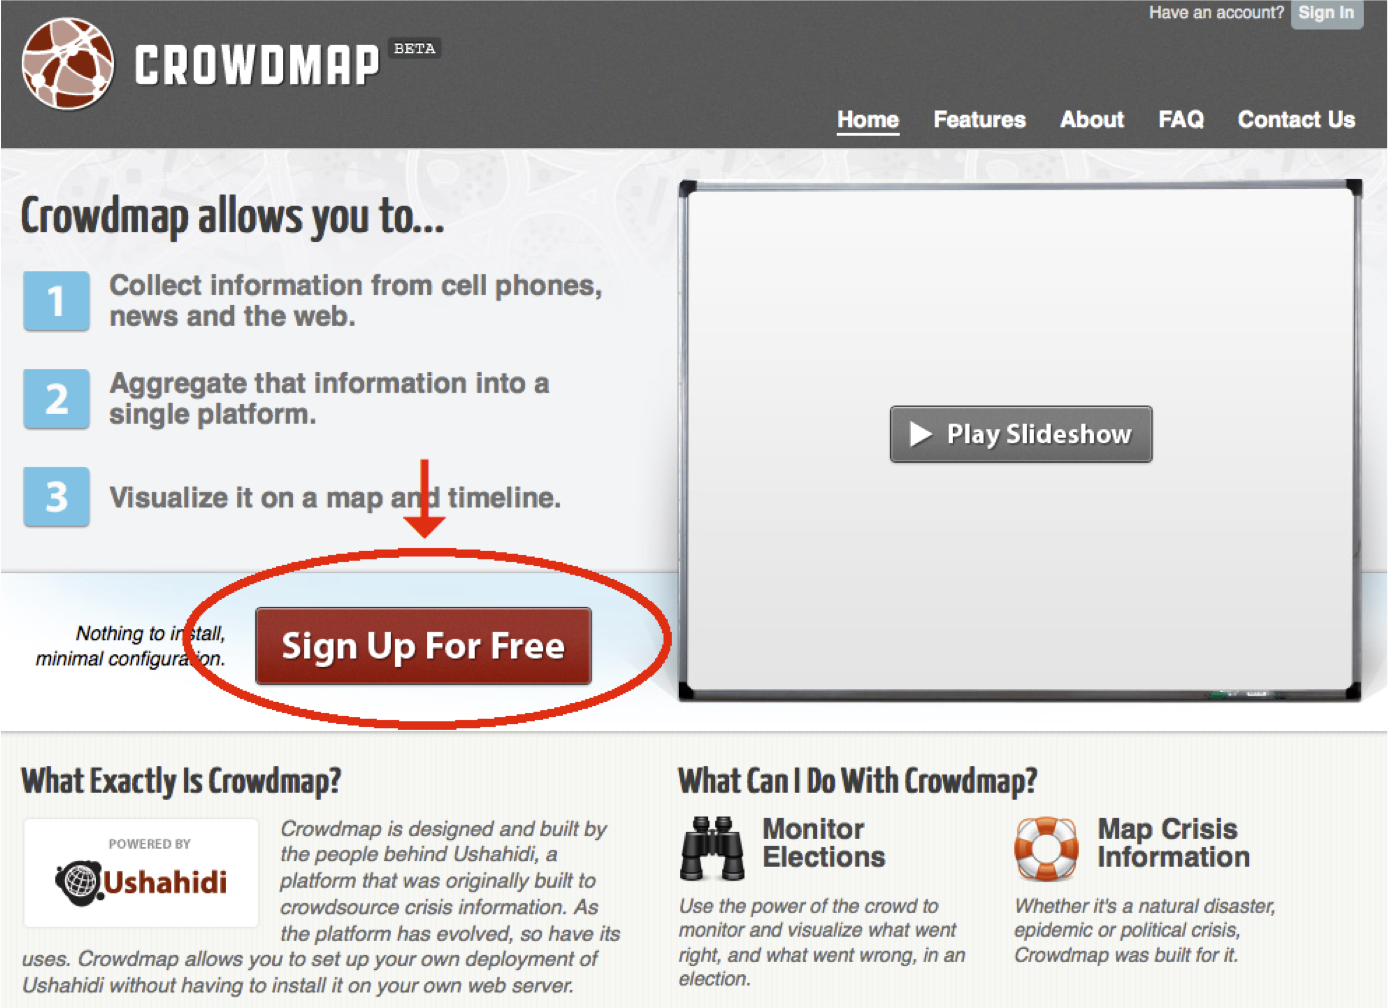 Have an account? Sign In
CROWDMAP BETA
Home Features About FAQ Contact Us
Crowdmap allows you to...
1 Collect information from cell phones,
news and the web.
2 Aggregate that information into a
single platform.
3 Visualize it on a map and timeline.
Play Slideshow
Nothing to install,
minimal configuration.
Sign Up For Free
What Exactly Is Crowdmap?
POWERED BY
Ushahidi
Crowdmap is designed and built by
the people behind Ushahidi, a
platform that was originally built to
crowdsource crisis information. As
the platform has evolved, so have its
uses. Crowdmap allows you to set up your own deployment of
Ushahidi without having to install it on your own web server.
What Can I Do With Crowdmap?
Monitor
Elections
Use the power of the crowd to
monitor and visualize what went
right, and what went wrong, in an
election.
Map Crisis
Information
Whether it's a natural disaster,
epidemic or political crisis,
Crowdmap was built for it.